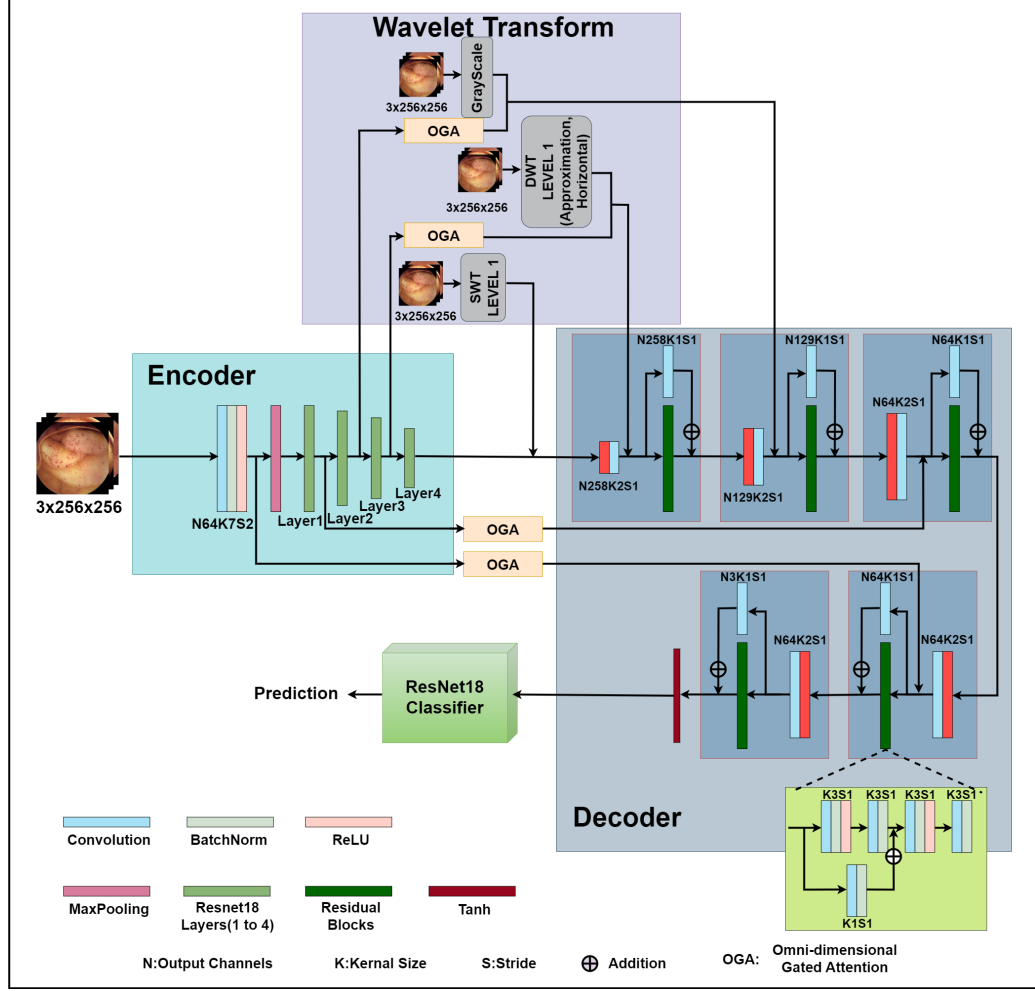 Wavelet Transform
GrayScale
3x256x256
OGA
DWT
LEVEL 1
(Approximation,
Horizontal)
3x256x256
OGA
SWT
LEVEL 1
3x256x256
Encoder
3x256x256
N64K7S2
Layer1
Layer2
Layer3
Layer4
OGA
OGA
N258K1S1
N258K2S1
N129K1S1
N129K2S1
N64K1S1
N64K2S1
N3K1S1
N64K2S1
N64K1S1
N64K2S1
Prediction
ResNet18
Classifier
Decoder
K3S1
K3S1
K3S1
K3S1
K1S1
Convolution
BatchNorm
ReLU
MaxPooling
Resnet18
Layers(1 to 4)
Residual
Blocks
Tanh
N:Output Channels
K:Kernal Size
S:Stride
Addition
OGA:
Omni-dimensional
Gated Attention